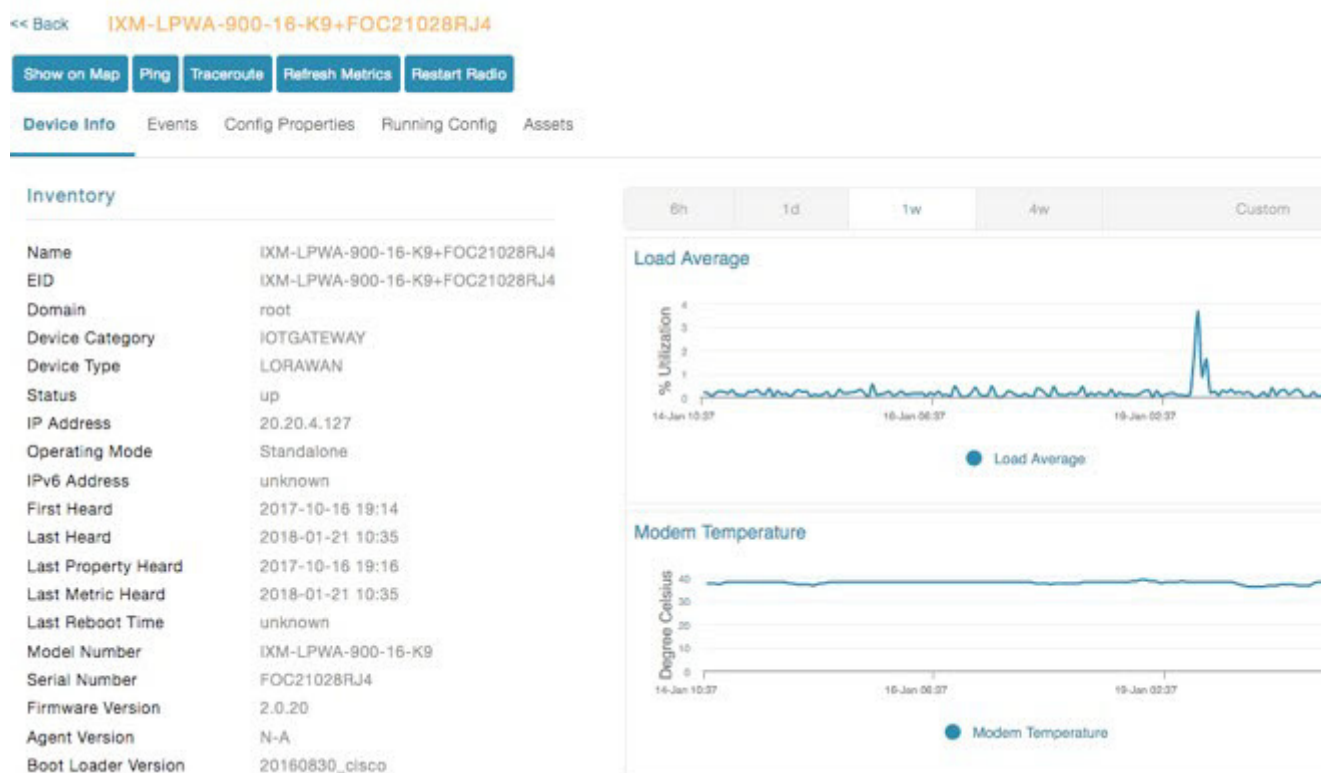 << Back IXM-LPWA-900-16-K9+FOC21028RJ4
Show on Map Ping Traceroute Refresh Metrics Restart Radio
Device Info Events Config Properties Running Config Assets
Inventory
Name IXM-LPWA-900-16-K9+FOC21028RJ4
EID IXM-LPWA-900-16-K9+FOC21028RJ4
Domain root
Device Category IOTGATEWAY
Device Type LORAWAN
Status up
IP Address 20.20.4.127
Operating Mode Standalone
IPv6 Address unknown
First Heard 2017-10-16 19:14
Last Heard 2018-01-21 10:35
Last Property Heard 2017-10-16 19:16
Last Metric Heard 2018-01-21 10:35
Last Reboot Time unknown
Model Number IXM-LPWA-900-16-K9
Serial Number FOC21028RJ4
Firmware Version 2.0.20
Agent Version N-A
Boot Loader Version 20160830_cisco
6h 1d 1w 4w Custom
Load Average
% Utilization
4
3
2
1
0
14-Jan 10:37 16-Jan 06:37 19-Jan 02:37
Load Average
Modem Temperature
Degree Celsius
40
30
20
10
0
14-Jan 10:37 16-Jan 06:37 19-Jan 02:37
Modem Temperature